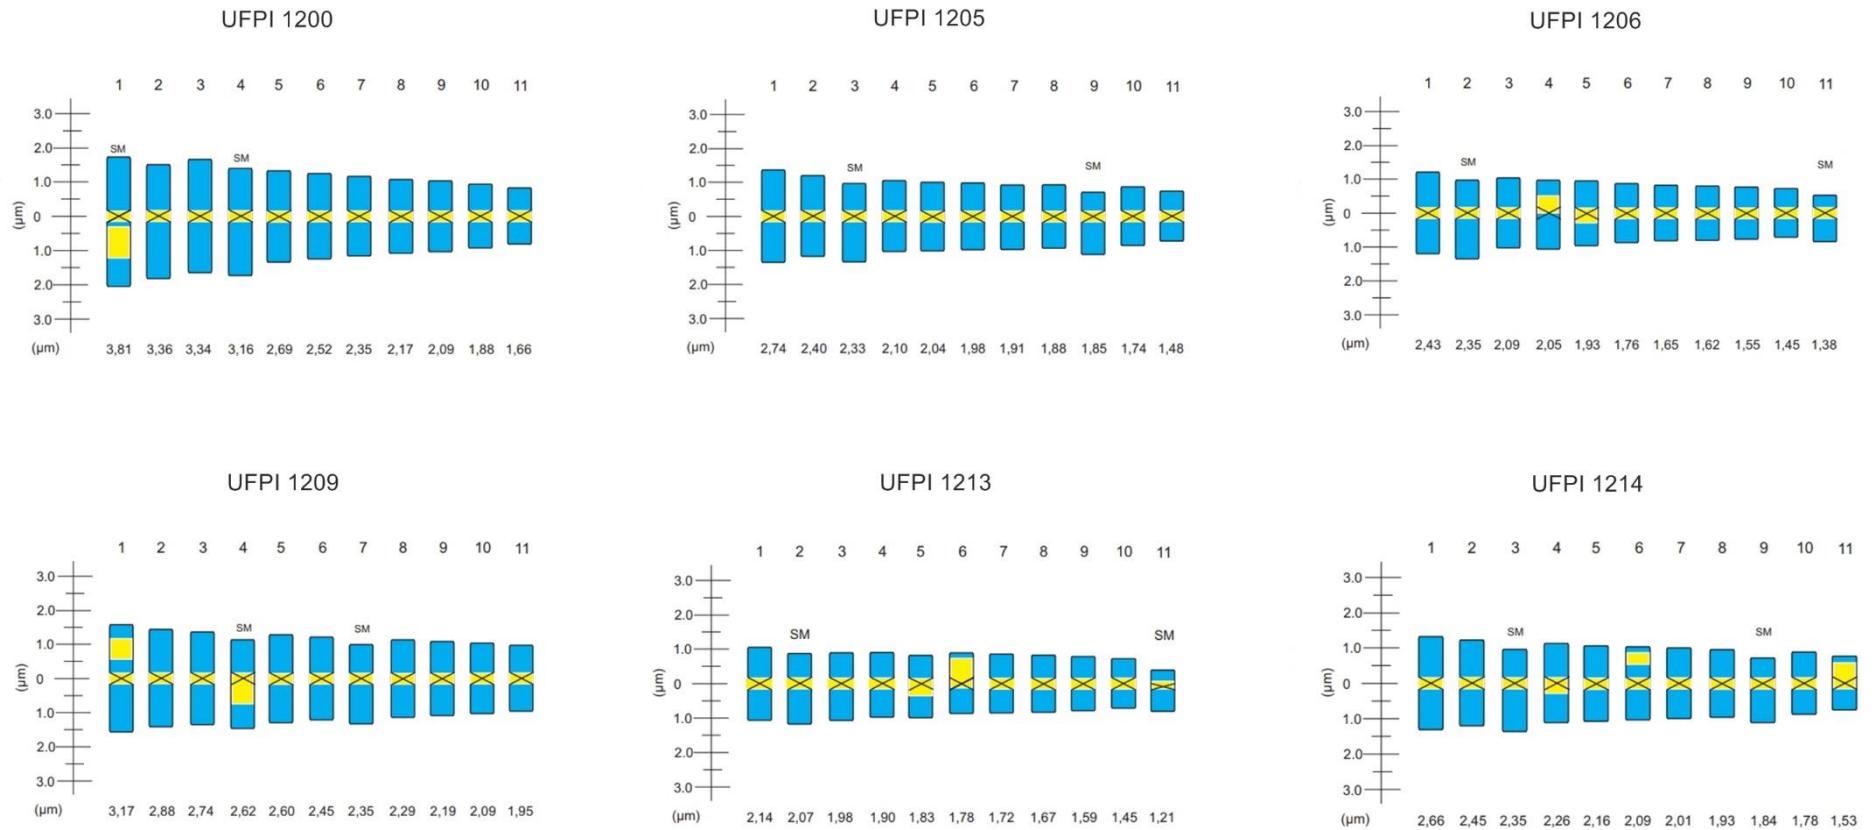 UFPI 1200
1 2 3 4 5 6 7 8 9 10 11
SM SM
3.0
2.0
1.0
0
1.0
2.0
3.0
(µm)
(µm) 3,81 3,36 3,34 3,16 2,69 2,52 2,35 2,17 2,09 1,88 1,66
UFPI 1205
1 2 3 4 5 6 7 8 9 10 11
SM SM
3.0
2.0
1.0
0
1.0
2.0
3.0
(µm)
(µm) 2,74 2,40 2,33 2,10 2,04 1,98 1,91 1,88 1,85 1,74 1,48
UFPI 1206
1 2 3 4 5 6 7 8 9 10 11
SM SM
3.0
2.0
1.0
0
1.0
2.0
3.0
(µm)
(µm) 2,43 2,35 2,09 2,05 1,93 1,76 1,65 1,62 1,55 1,45 1,38
UFPI 1209
1 2 3 4 5 6 7 8 9 10 11
SM SM
3.0
2.0
1.0
0
1.0
2.0
3.0
(µm)
(µm) 3,17 2,88 2,74 2,62 2,60 2,45 2,35 2,29 2,19 2,09 1,95
UFPI 1213
1 2 3 4 5 6 7 8 9 10 11
SM SM
3.0
2.0
1.0
0
1.0
2.0
3.0
(µm)
(µm) 2,14 2,07 1,98 1,90 1,83 1,78 1,72 1,67 1,59 1,45 1,21
UFPI 1214
1 2 3 4 5 6 7 8 9 10 11
SM SM
3.0
2.0
1.0
0
1.0
2.0
3.0
(µm)
(µm) 2,66 2,45 2,35 2,26 2,16 2,09 2,01 1,93 1,84 1,78 1,53